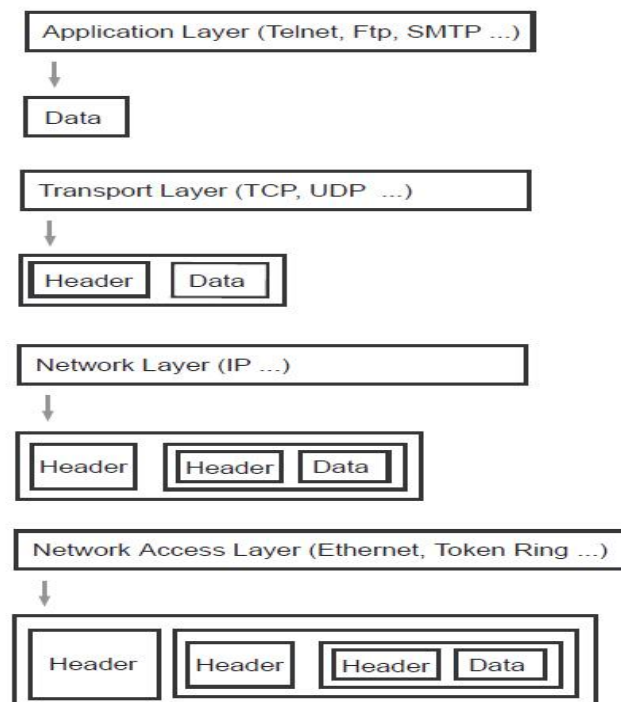 Application Layer (Telnet, Ftp, SMTP ...)
Data
Transport Layer (TCP, UDP ...)
Header Data
Network Layer (IP ...)
Header Header Data
Network Access Layer (Ethernet, Token Ring ...)
Header Header Header Data